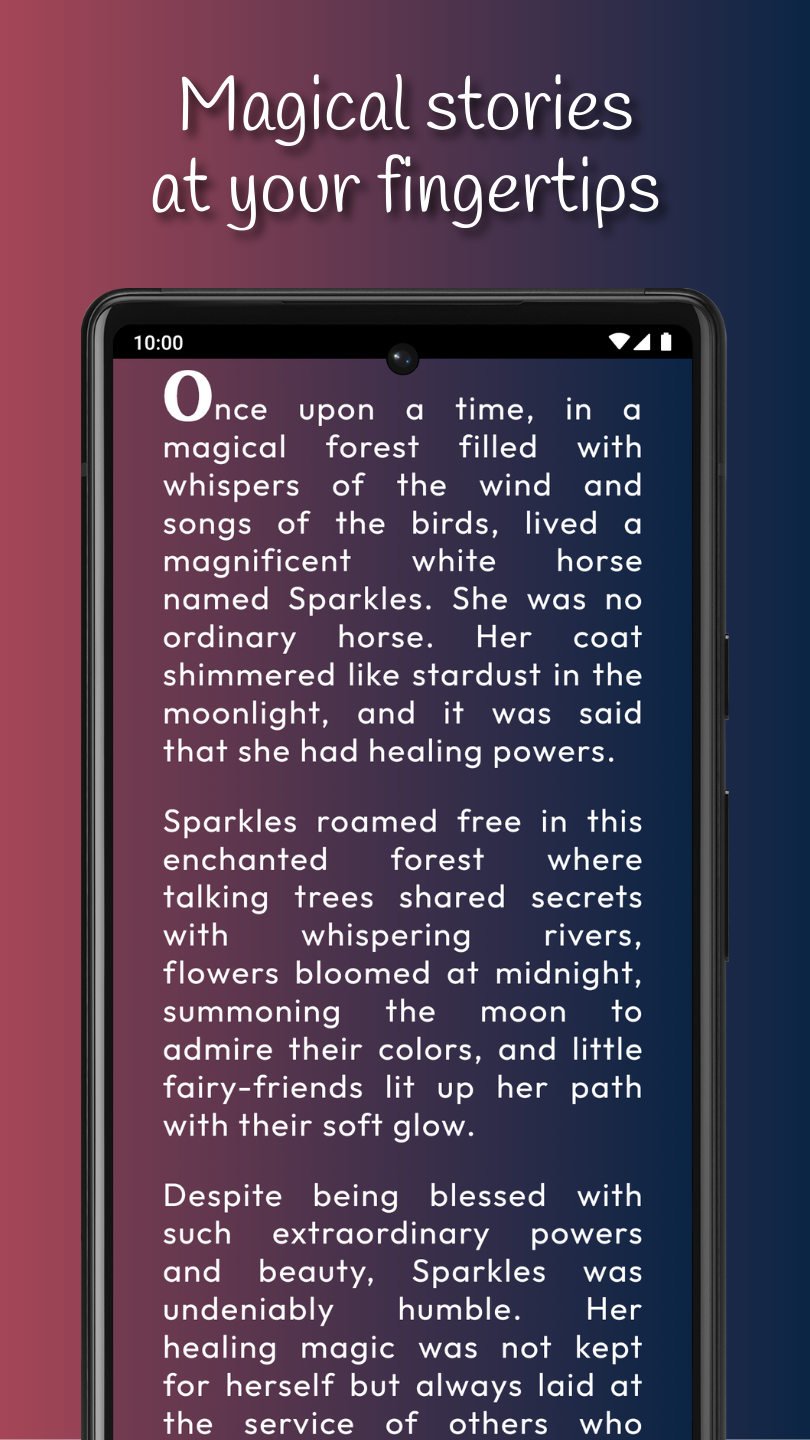 Magical stories
at your fingertips
10:00
Once upon a time, in a
magical forest filled with
whispers of the wind and
songs of the birds, lived a
magnificent white horse
named Sparkles. She was no
ordinary horse. Her coat
shimmered like stardust in the
moonlight, and it was said
that she had healing powers.
Sparkles roamed free in this
enchanted forest where
talking trees shared secrets
with whispering rivers,
flowers bloomed at midnight,
summoning the moon to
admire their colors, and little
fairy-friends lit up her path
with their soft glow.
Despite being blessed with
such extraordinary powers
and beauty, Sparkles was
undeniably humble. Her
healing magic was not kept
for herself but always laid at
the service of others who